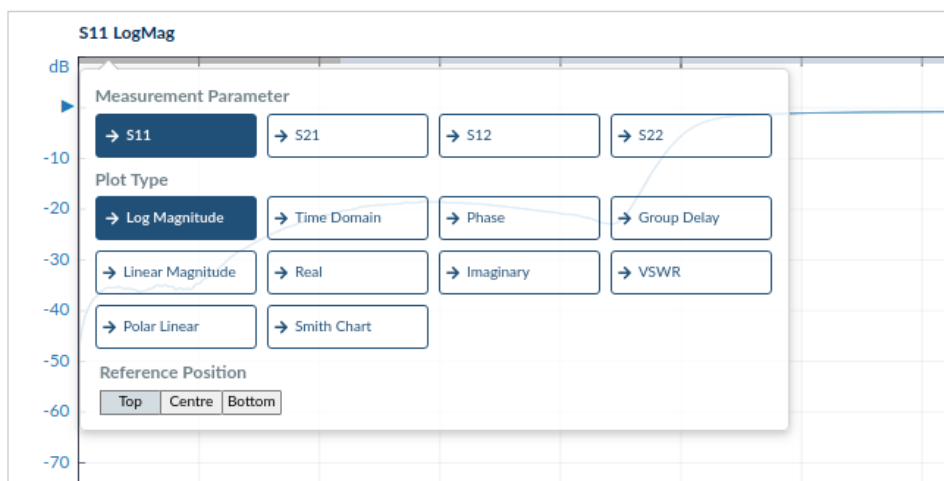 S11 LogMag
dB
Measurement Parameter
→ S11 → S21 → S12 → S22
-10
Plot Type
-20
→ Log Magnitude → Time Domain → Phase → Group Delay
-30
→ Linear Magnitude → Real → Imaginary → VSWR
-40
→ Polar Linear → Smith Chart
-50
Reference Position
Top Centre Bottom
-60
-70